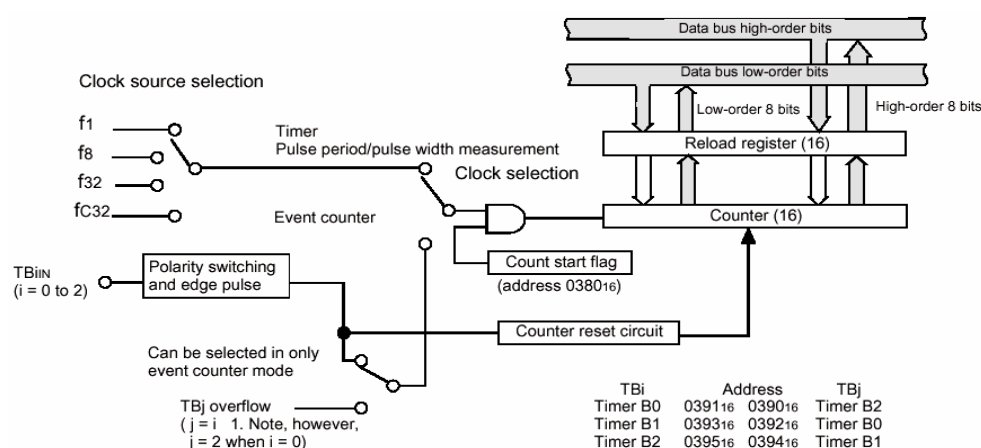 Data bus high-order bits
Data bus low-order bits
Clock source selection
Low-order 8 bits
High-order 8 bits
f1
f8
f32
fC32
Timer
Pulse period/pulse width measurement
Reload register (16)
Clock selection
Event counter
Counter (16)
Count start flag
(address 038016)
TBiIN
(i = 0 to 2)
Polarity switching
and edge pulse
Counter reset circuit
Can be selected in only
event counter mode
TBj overflow
( j = i   1. Note, however,
j = 2 when i = 0)
TBi Address TBj
Timer B0 039116 039016 Timer B2
Timer B1 039316 039216 Timer B0
Timer B2 039516 039416 Timer B1